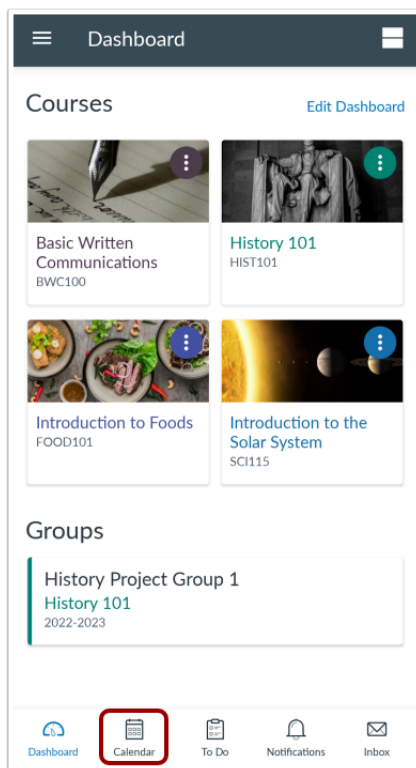 Dashboard
Courses
Edit Dashboard
Basic Written
Communications
BWC100
History 101
HIST101
Introduction to Foods
FOOD101
Introduction to the
Solar System
SCI115
Groups
History Project Group 1
History 101
2022-2023
Dashboard
Calendar
To Do
Notifications
Inbox